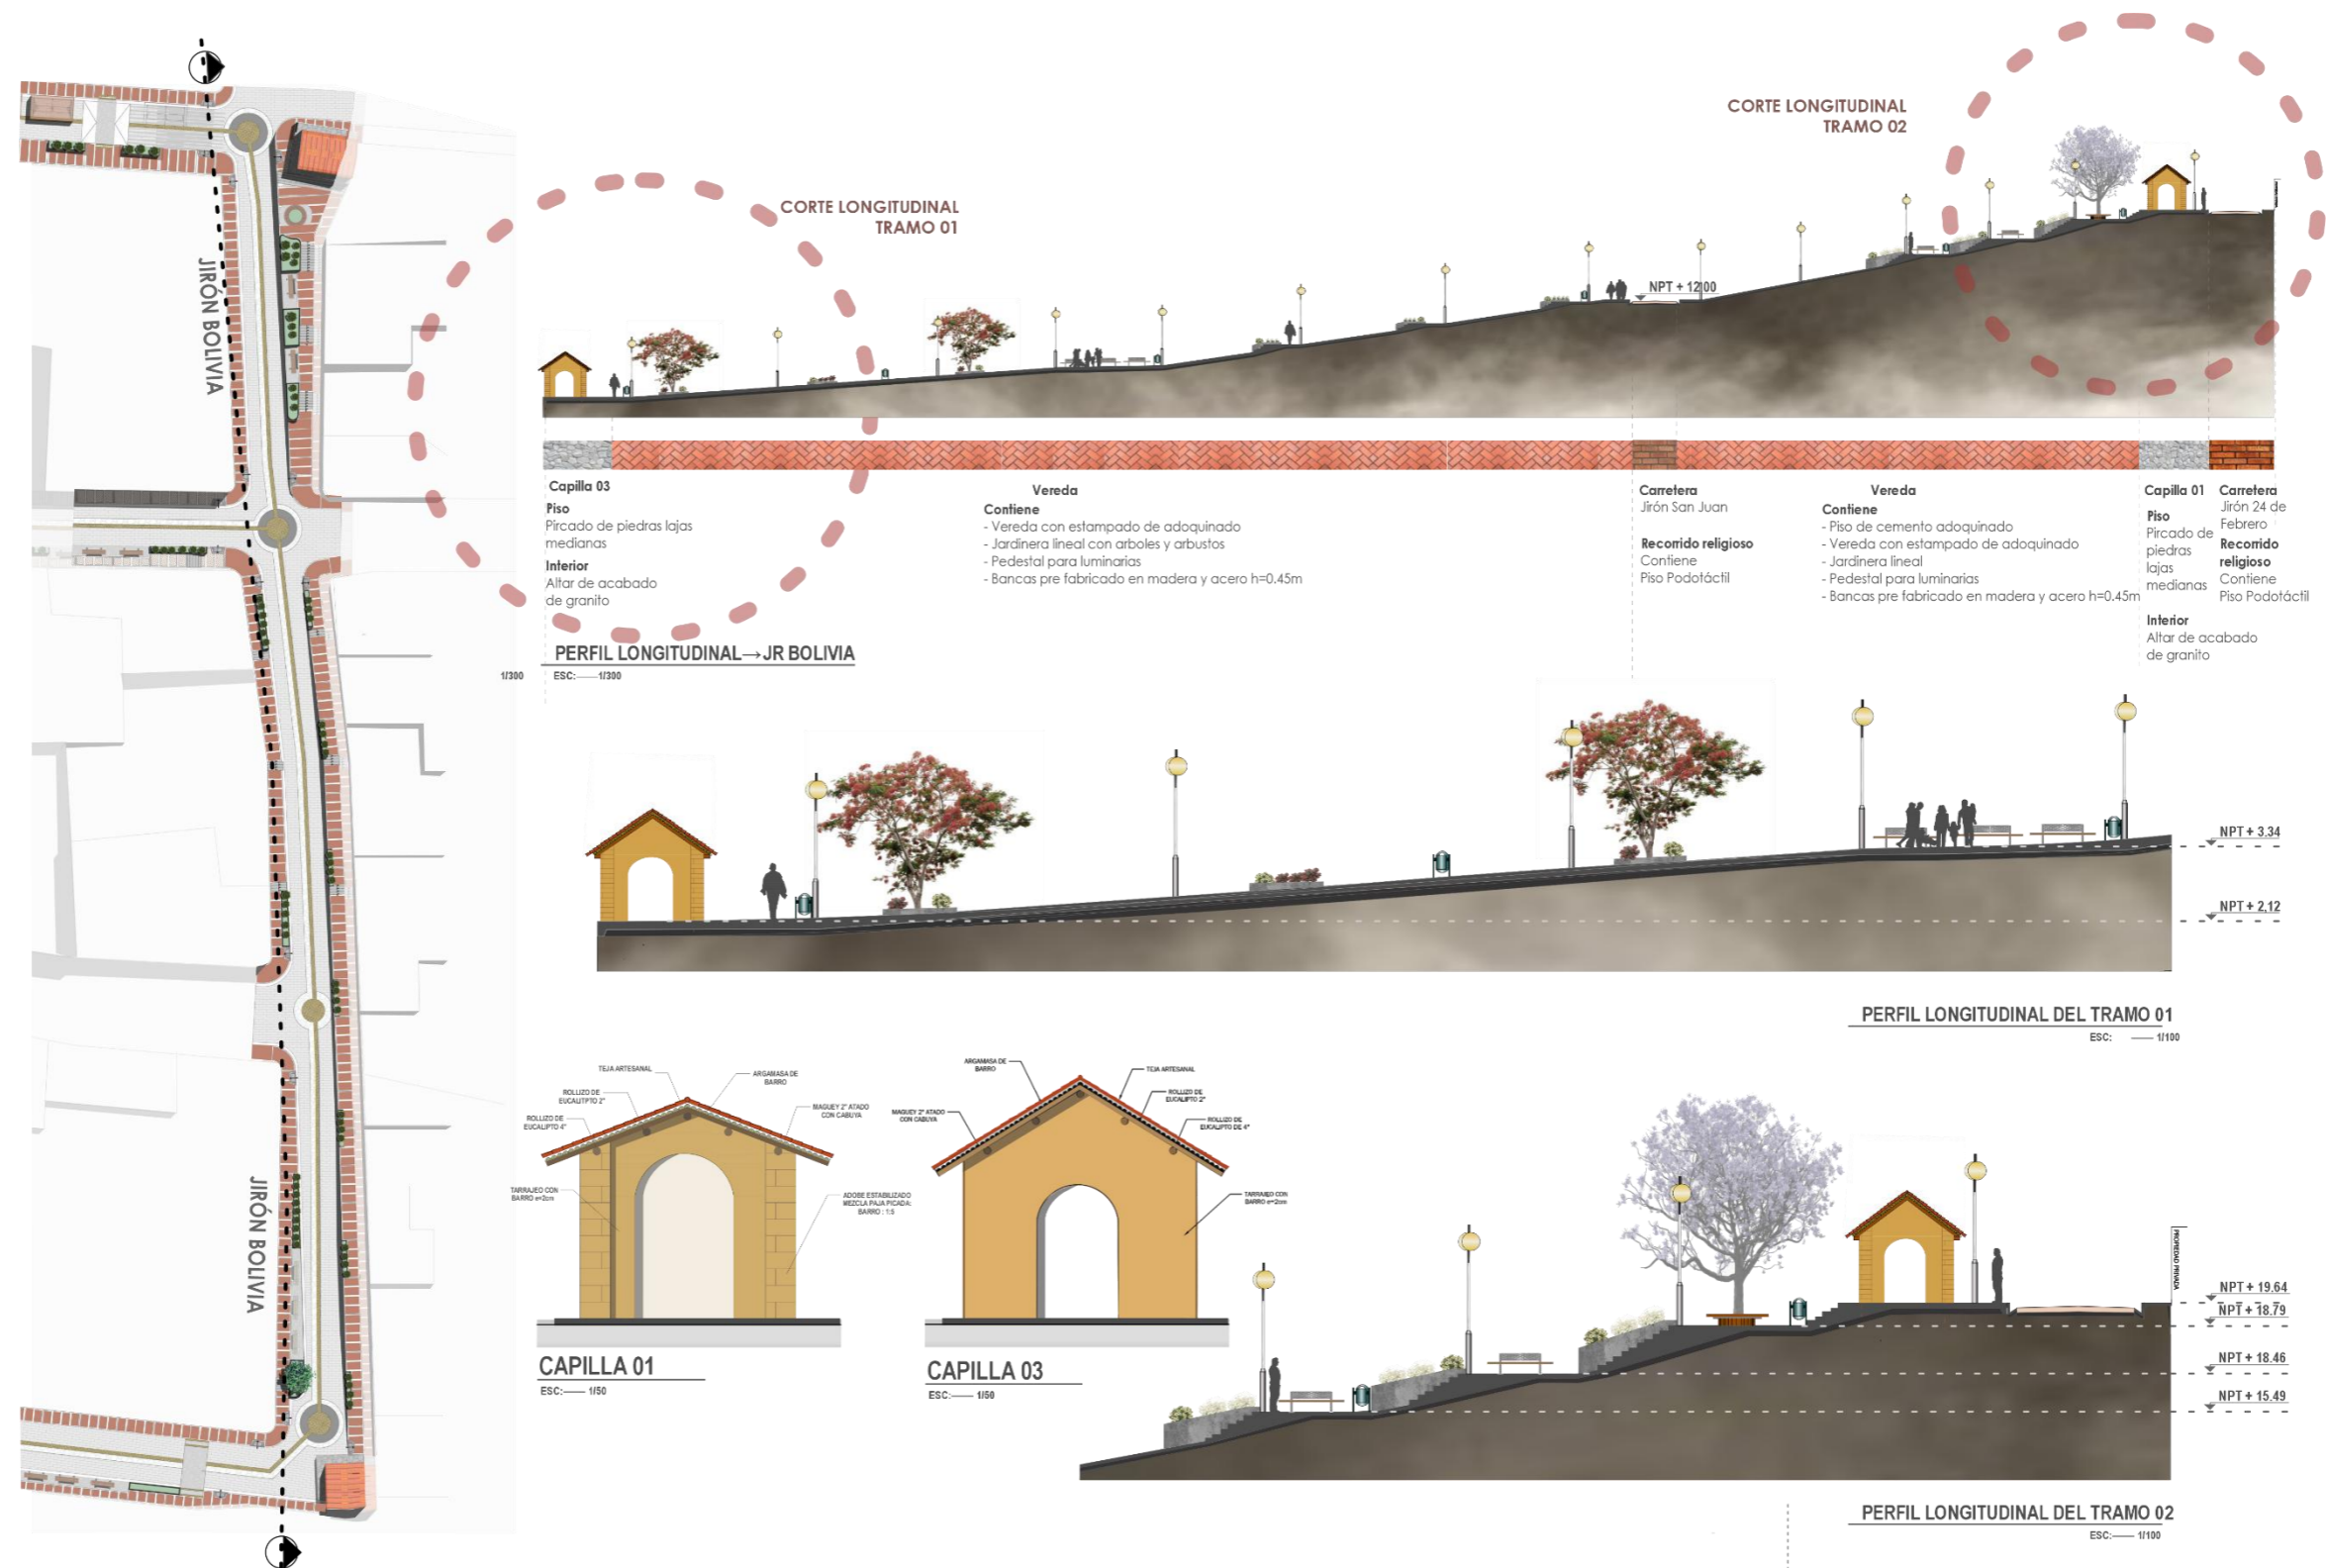 JIRÓN BOLIVIA
JIRÓN BOLIVIA
CORTE LONGITUDINAL
TRAMO 01
CORTE LONGITUDINAL
TRAMO 02
NPT + 12.00
Capilla 03
Piso
Pircado de piedras lajas
medianas
Interior
Altar de acabado
de granito
Vereda
Contiene
- Vereda con estampado de adoquinado
- Jardinera lineal con arboles y arbustos
- Pedestal para luminarias
- Bancas pre fabricado en madera y acero h=0.45m
Carretera
Jirón San Juan
Recorrido religioso
Contiene
Piso Podotáctil
Vereda
Contiene
- Piso de cemento adoquinado
- Vereda con estampado de adoquinado
- Jardinera lineal
- Pedestal para luminarias
- Bancas pre fabricado en madera y acero h=0.45m
Capilla 01
Piso
Pircado de
piedras
lajas
medianas
Interior
Altar de acabado
de granito
Carretera
Jirón 24 de
Febrero
Recorrido
religioso
Contiene
Piso Podotáctil
PERFIL LONGITUDINAL→JR BOLIVIA
1/300
ESC: 1/300
NPT + 3.34
NPT + 2,12
PERFIL LONGITUDINAL DEL TRAMO 01
ESC: 1/100
TEJA ARTESANAL
ARGAMASA DE
BARRO
ROLLIZO DE
EUCALITPTO 2"
ROLLIZO DE
EUCALIPTO 4"
MAGUEY 2" ATADO
CON CABUYA
TARRAJEO CON
BARRO e=2cm
ADOBE ESTABILIZADO
MEZCLA PAJA PICADA:
BARRO : 1:5
CAPILLA 01
ESC: 1/50
ARGAMASA DE
BARRO
TEJA ARTESANAL
ROLLIZO DE
EUCALIPTO 2"
MAGUEY 2" ATADO
CON CABUYA
ROLLIZO DE
EUCALIPTO DE 4"
TARRAJEO CON
BARRO e=2cm
CAPILLA 03
ESC: 1/50
PROPIEDAD PRIVADA
NPT + 19.64
NPT + 18.79
NPT + 18.46
NPT + 15.49
PERFIL LONGITUDINAL DEL TRAMO 02
ESC: 1/100